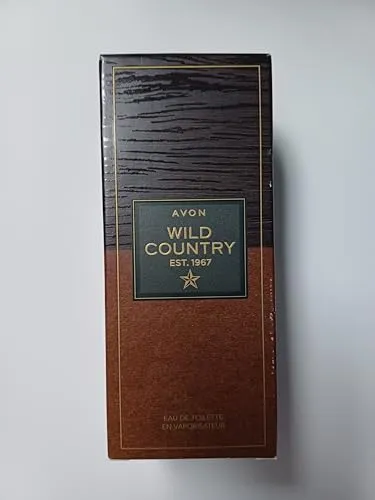 AVON
WILD
COUNTRY
EST. 1967
EAU DE TOILETTE
EN VAPORISATEUR